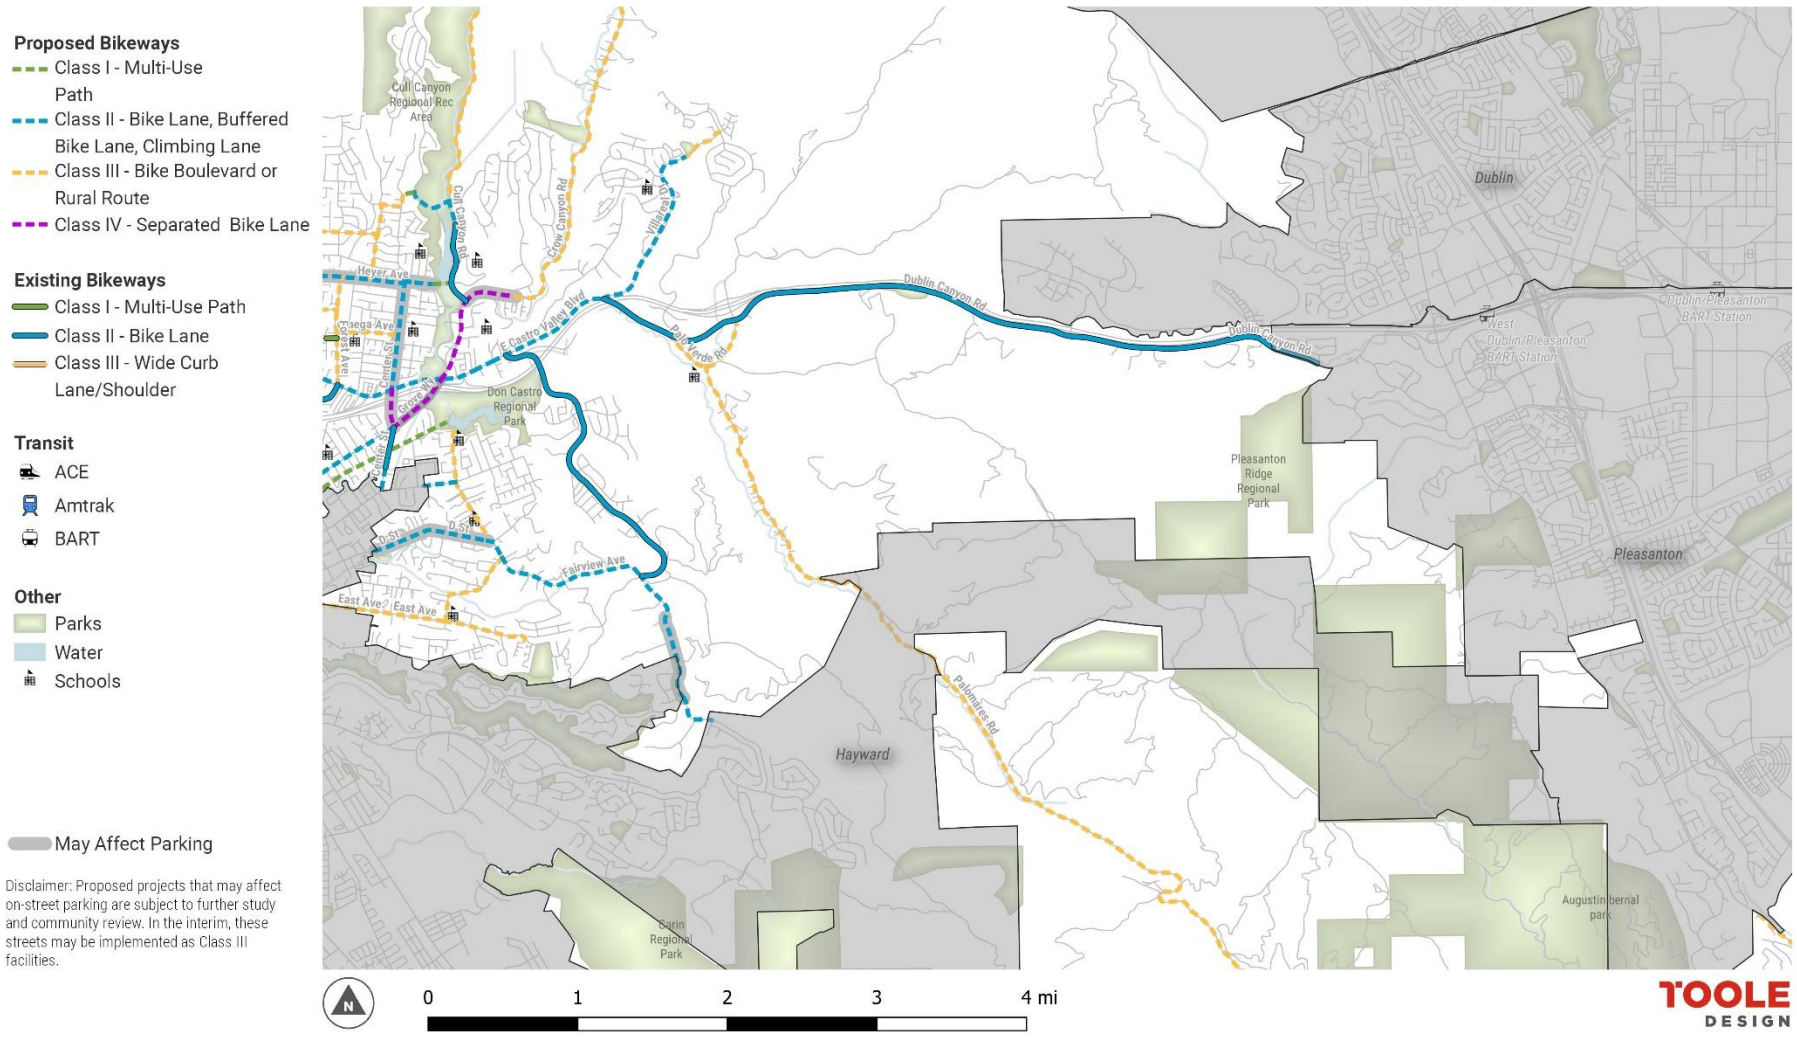 Proposed Bikeways
Class I - Multi-Use
Path
Class II - Bike Lane, Buffered
Bike Lane, Climbing Lane
Class III - Bike Boulevard or
Rural Route
Class IV - Separated Bike Lane
Existing Bikeways
Class I - Multi-Use Path
Class II - Bike Lane
Class III - Wide Curb
Lane/Shoulder
Transit
ACE
Amtrak
BART
Other
Parks
Water
Schools
May Affect Parking
Disclaimer: Proposed projects that may affect
on-street parking are subject to further study
and community review. In the interim, these
streets may be implemented as Class III
facilities.
Cull Canyon
Regional Rec
Area
Cull Canyon Rd
Crow Canyon Rd
Villareal Dr
Heyer Ave
Forest Ave
Center St
Grove Wy
E Castro Valley Blvd
Palo Verde Rd
Dublin Canyon Rd
Dublin Canyon Rd
Dublin
West
Dublin/Pleasanton
BART Station
Dublin/Pleasanton
BART Station
Don Castro
Regional
Park
Center St
D St
D St
Fairview Ave
East Ave
East Ave
Pleasanton
Ridge
Regional
Park
Pleasanton
Hayward
Palomares Rd
Garin
Regional
Park
Augustin bernal
park
N
0 1 2 3 4 mi
TOOLE
DESIGN